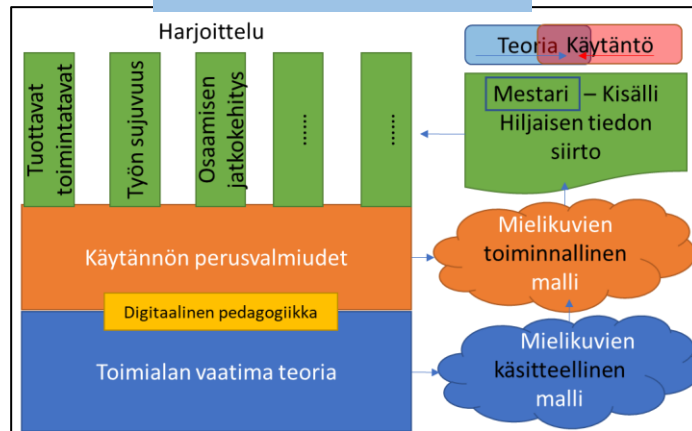 Harjoittelu
Teoria Käytäntö
Tuottavat
toimintatavat
Työn sujuvuus
Osaamisen
jatkokehitys
......
......
Mestari – Kisälli
Hiljaisen tiedon
siirto
Käytännön perusvalmiudet
Mielikuvien
toiminnallinen
malli
Digitaalinen pedagogiikka
Toimialan vaatima teoria
Mielikuvien
käsitteellinen
malli